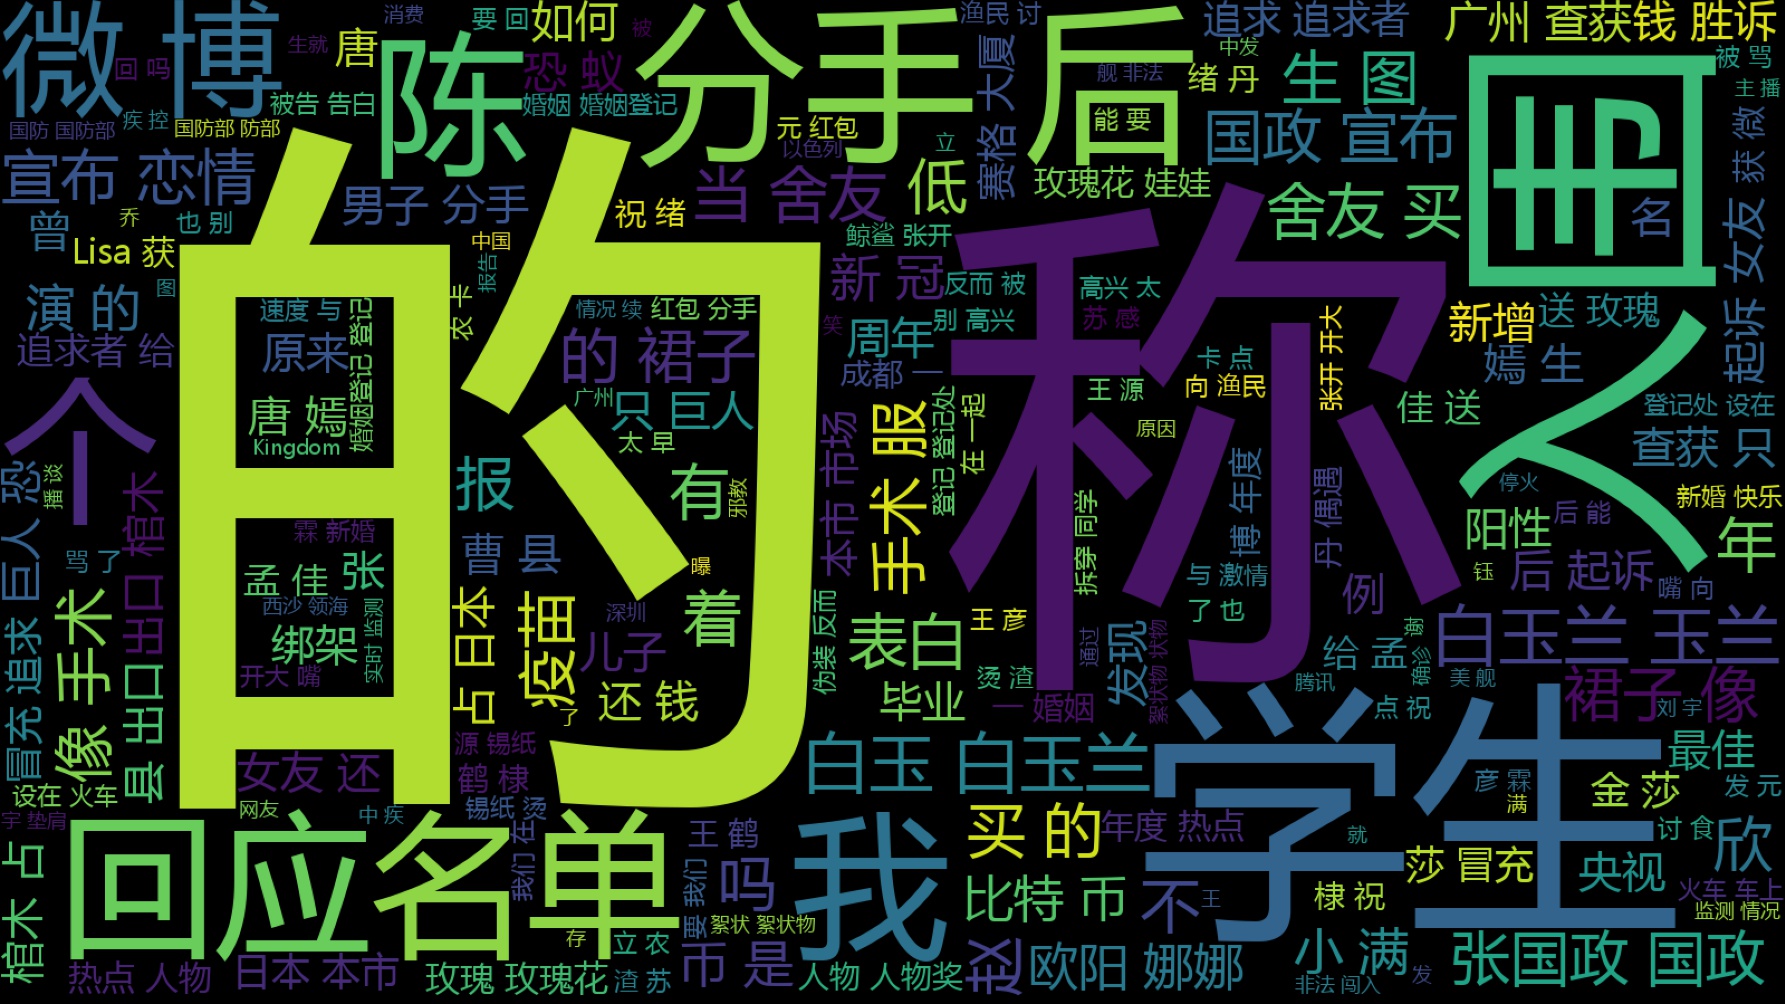 微博
消费
要 回
如何
被
渔民 讨
追求 追求者
广州 查获
钱 胜诉
生就
唐
陈
分手
后
中发
被 骂
回 吗
恐 蚁
大厦
舰 非法
绪 丹
生 图
国
主 播
被告 告白
婚姻 婚姻登记
国防 国防部
疾 控
国防部 防部
元 红包
立
能 要
国政 宣布
获 微
以色列
赛格
宣布 恋情
男子 分手
当 舍友
低
玫瑰花 娃娃
舍友 买
名
女友
曾
乔
也 别
祝 绪
的
称
人
Lisa 获
中国
鲸鲨 张开
图
报告
新 冠
反而 被
高兴 太
演 的
速度 与
农 卡
情况 续
红包 分手
笑
别 高兴
苏 感
新增
送 玫瑰
起诉
追求者 给
原来
婚姻登记 登记
的 裙子
周年
成都 一
卡 点
张开 开大
嫣 生
个
唐 嫣
广州
只 巨人
王 源
向 渔民
佳 送
登记处 设在
Kingdom
太 早
手术 服
登记 登记处
在 一起
原因
查获 只
巨人 恐
播 谈
棺木
报
有
邪教
本市 市场
博 年度
丹 偶遇
停火
新婚 快乐
霖 新婚
拆穿 同学
阳性
后 能
年
骂 了
孟 佳
张
曹 县
曝
与 激情
例
后 起诉
钰
嘴 向
西沙 领海
实时 监测
占 日本
疫苗
深圳
着
伪装 反而
王 彦
了 也
冒充 追求
像 手术
出口
绑架
儿子
表白
通过
絮状物 状物
发现
给 孟
谢
确诊
白玉兰 玉兰
开大 嘴
还 钱
了
烫 渣
腾讯
美 舰
县 出口
毕业
一 婚姻
点 祝
裙子 像
刘 宇
设在 火车
女友 还
源 锡纸
鹤 棣
白玉 白玉兰
学生
最佳
宇 垫肩
网友
中 疾
锡纸 烫
我们 在
彦 霖
满
金 莎
发 元
回应
名单
王 鹤
我
买 的
年度 热点
就
讨 食
欣
棺木 占
我们 要
吗
比特 币
不
王
棣 祝
莎 冒充
央视
火车 车上
絮状 絮状物
监测 情况
存
立 农
热点 人物
日本 本市
玫瑰 玫瑰花
渣 苏
币 是
人物 人物奖
赵
欧阳 娜娜
小 满
非法 闯入
发
张国政 国政